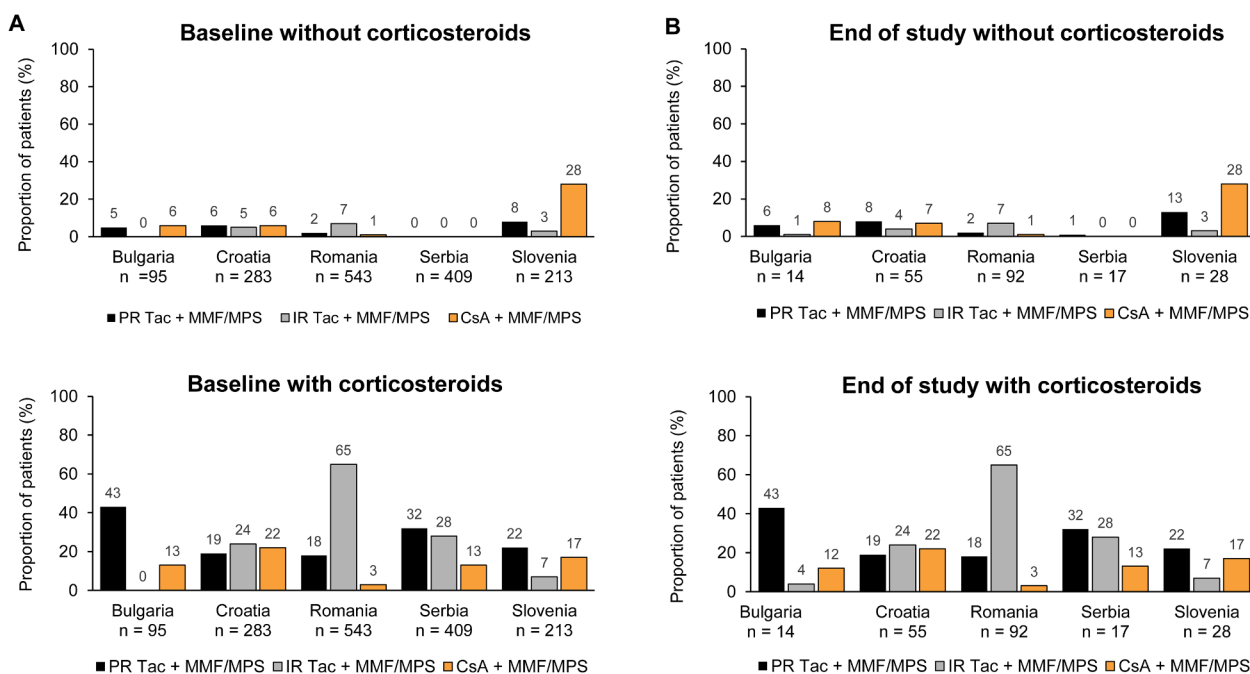 A
Baseline without corticosteroids
Proportion of patients (%)
100
80
60
40
20
0
5 0 6 6 5 6 2 7 1 0 0 0 8 3 28
Bulgaria Croatia Romania Serbia Slovenia
n =95 n = 283 n = 543 n = 409 n = 213
PR Tac + MMF/MPS IR Tac + MMF/MPS CsA + MMF/MPS
B
End of study without corticosteroids
Proportion of patients (%)
100
80
60
40
20
0
6 1 8 8 4 7 2 7 1 1 0 0 13 3 28
Bulgaria Croatia Romania Serbia Slovenia
n = 14 n = 55 n = 92 n = 17 n = 28
PR Tac + MMF/MPS IR Tac + MMF/MPS CsA + MMF/MPS
Baseline with corticosteroids
Proportion of patients (%)
100
80
60
40
20
0
43 0 13 19 24 22 18 65 3 32 28 13 22 7 17
Bulgaria Croatia Romania Serbia Slovenia
n = 95 n = 283 n = 543 n = 409 n = 213
PR Tac + MMF/MPS IR Tac + MMF/MPS CsA + MMF/MPS
End of study with corticosteroids
Proportion of patients (%)
100
80
60
40
20
0
43 4 12 19 24 22 18 65 3 32 28 13 22 7 17
Bulgaria Croatia Romania Serbia Slovenia
n = 14 n = 55 n = 92 n = 17 n = 28
PR Tac + MMF/MPS IR Tac + MMF/MPS CsA + MMF/MPS